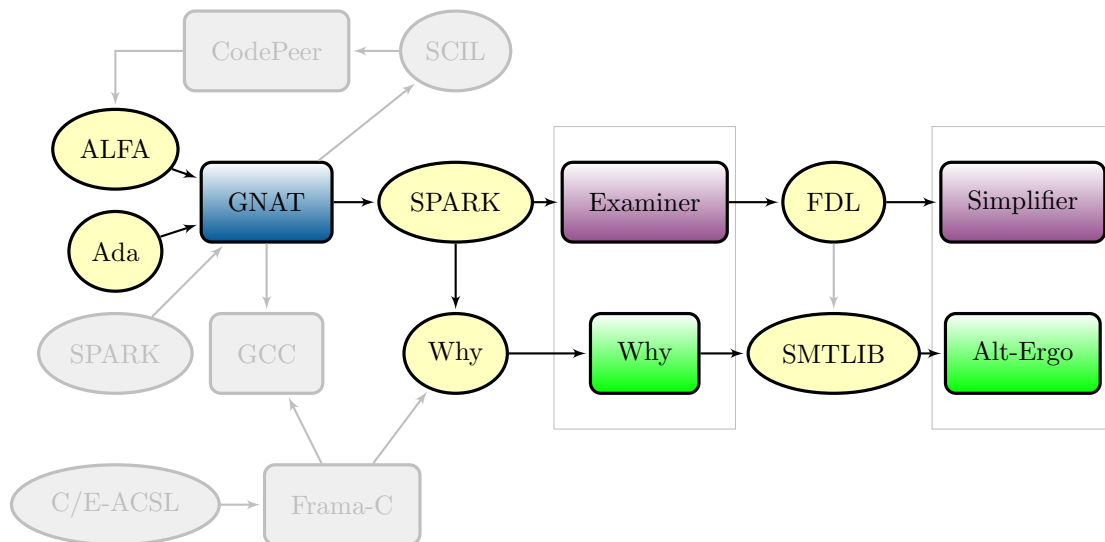 CodePeer
SCIL
ALFA
GNAT
SPARK
Examiner
FDL
Simplifier
Ada
SPARK
GCC
Why
Why
SMTLIB
Alt-Ergo
C/E-ACSL
Frama-C